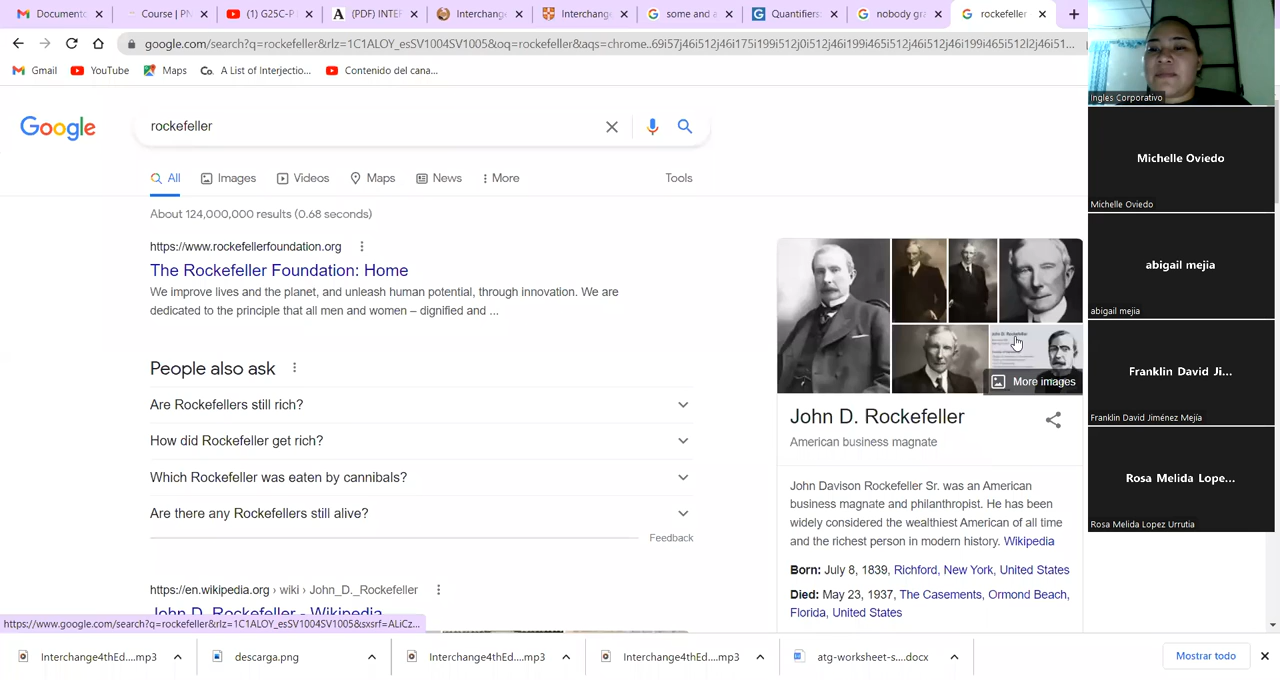 Documento
Course | PN
(1) G25C-P
(PDF) INTEF
Interchange
Interchang
some and a
Quantifiers:
nobody gra
rockefeller
google.com/search?q=rockefeller&rlz=1C1ALOY_esSV1004SV1005&oq=rockefeller&aqs=chrome..69i57j46i512j46i175i199i512j0i512j46i199i465i512j46i199i465i512l2j46i51...
Gmail
YouTube
Maps
A List of Interjectio...
Contenido del cana...
Google
rockefeller
All
Images
Videos
Maps
News
More
Tools
About 124,000,000 results (0.68 seconds)
https://www.rockefellerfoundation.org
The Rockefeller Foundation: Home
We improve lives and the planet, and unleash human potential, through innovation. We are
dedicated to the principle that all men and women – dignified and ...
People also ask
Are Rockefellers still rich?
How did Rockefeller get rich?
Which Rockefeller was eaten by cannibals?
Are there any Rockefellers still alive?
Feedback
https://en.wikipedia.org › wiki › John_D._Rockefeller
John D. Rockefeller - Wikipedia
More images
John D. Rockefeller
American business magnate
John Davison Rockefeller Sr. was an American
business magnate and philanthropist. He has been
widely considered the wealthiest American of all time
and the richest person in modern history. Wikipedia
Born: July 8, 1839, Richford, New York, United States
Died: May 23, 1937, The Casements, Ormond Beach,
Florida, United States
Ingles Corporativo
Michelle Oviedo
Michelle Oviedo
abigail mejia
abigail mejia
Franklin David Ji...
Franklin David Jiménez Mejía
Rosa Melida Lope...
Rosa Melida Lopez Urrutia
https://www.google.com/search?q=rockefeller&rlz=1C1ALOY_esSV1004SV1005&sxsrf=ALiCz...
Interchange4thEd....mp3
descarga.png
Interchange4thEd....mp3
Interchange4thEd....mp3
atg-worksheet-s....docx
Mostrar todo